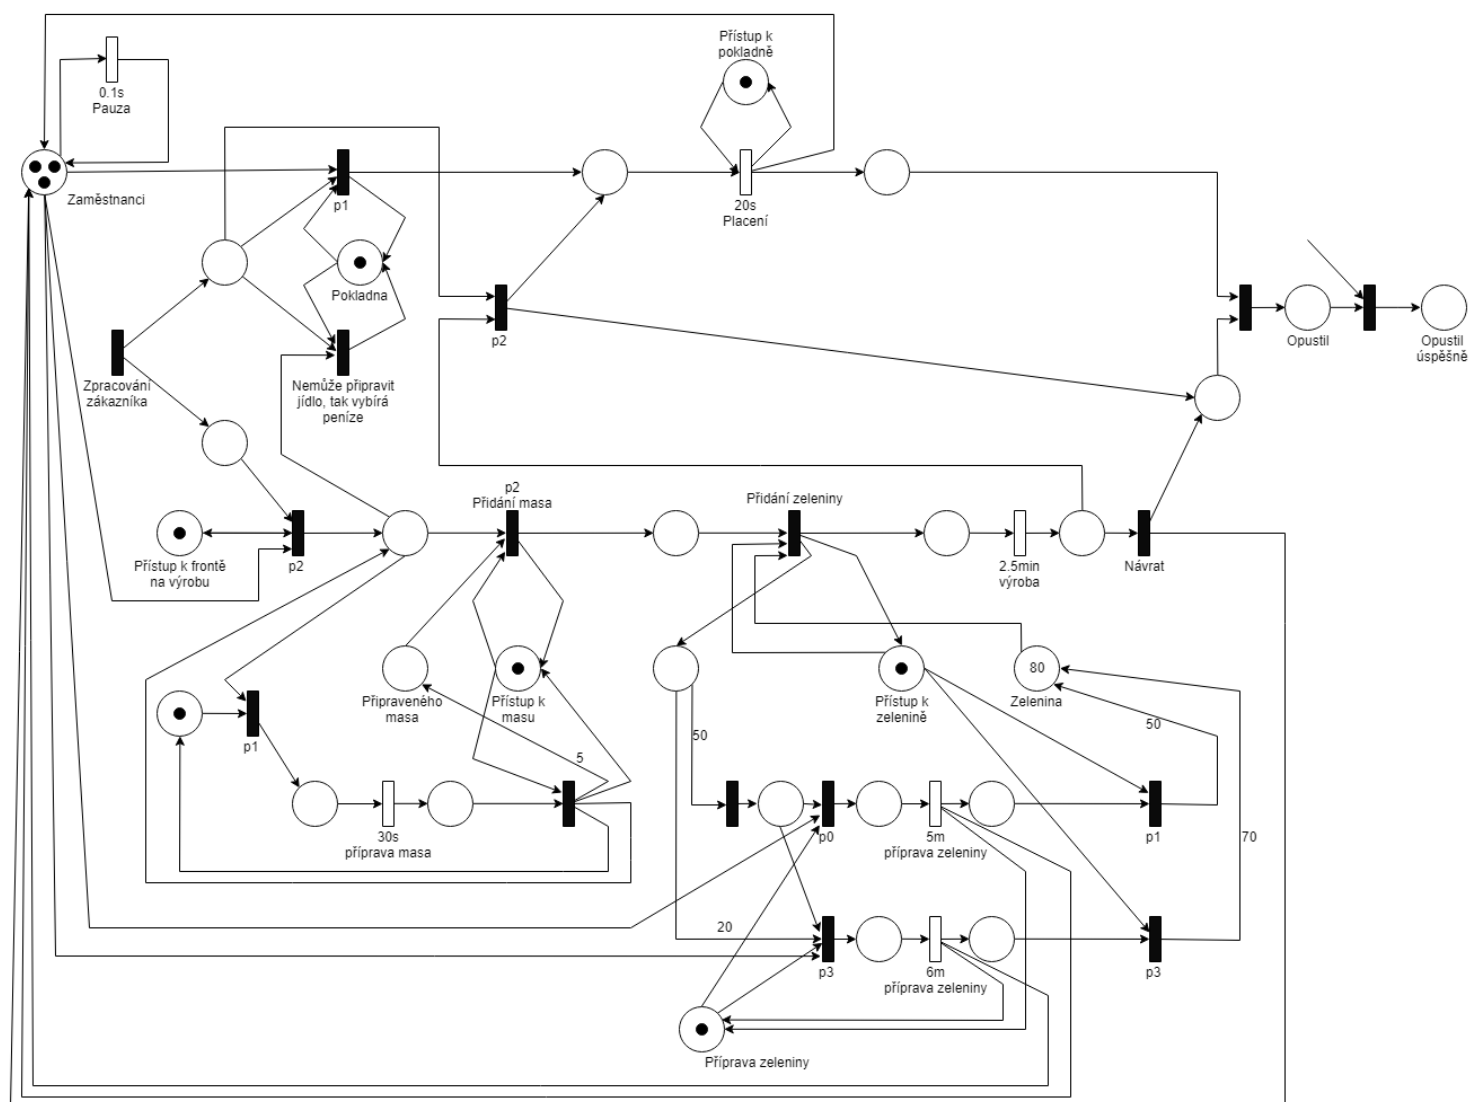 Přístup k
pokladně
0.1s
Pauza
Zaměstnanci
p1
20s
Placení
Pokladna
p2
Opustil
Opustil
úspěšně
Zpracování
zákazníka
Nemůže připravit
jídlo, tak vybírá
peníze
p2
Přidání masa
Přidání zeleniny
Přístup k frontě
na výrobu
p2
2.5min
výroba
Návrat
80
Připraveného
masa
Přístup k
masu
Přístup k
zelenině
Zelenina
p1
50
50
5
30s
příprava masa
p0
5m
příprava zeleniny
p1
70
20
p3
6m
příprava zeleniny
p3
Příprava zeleniny